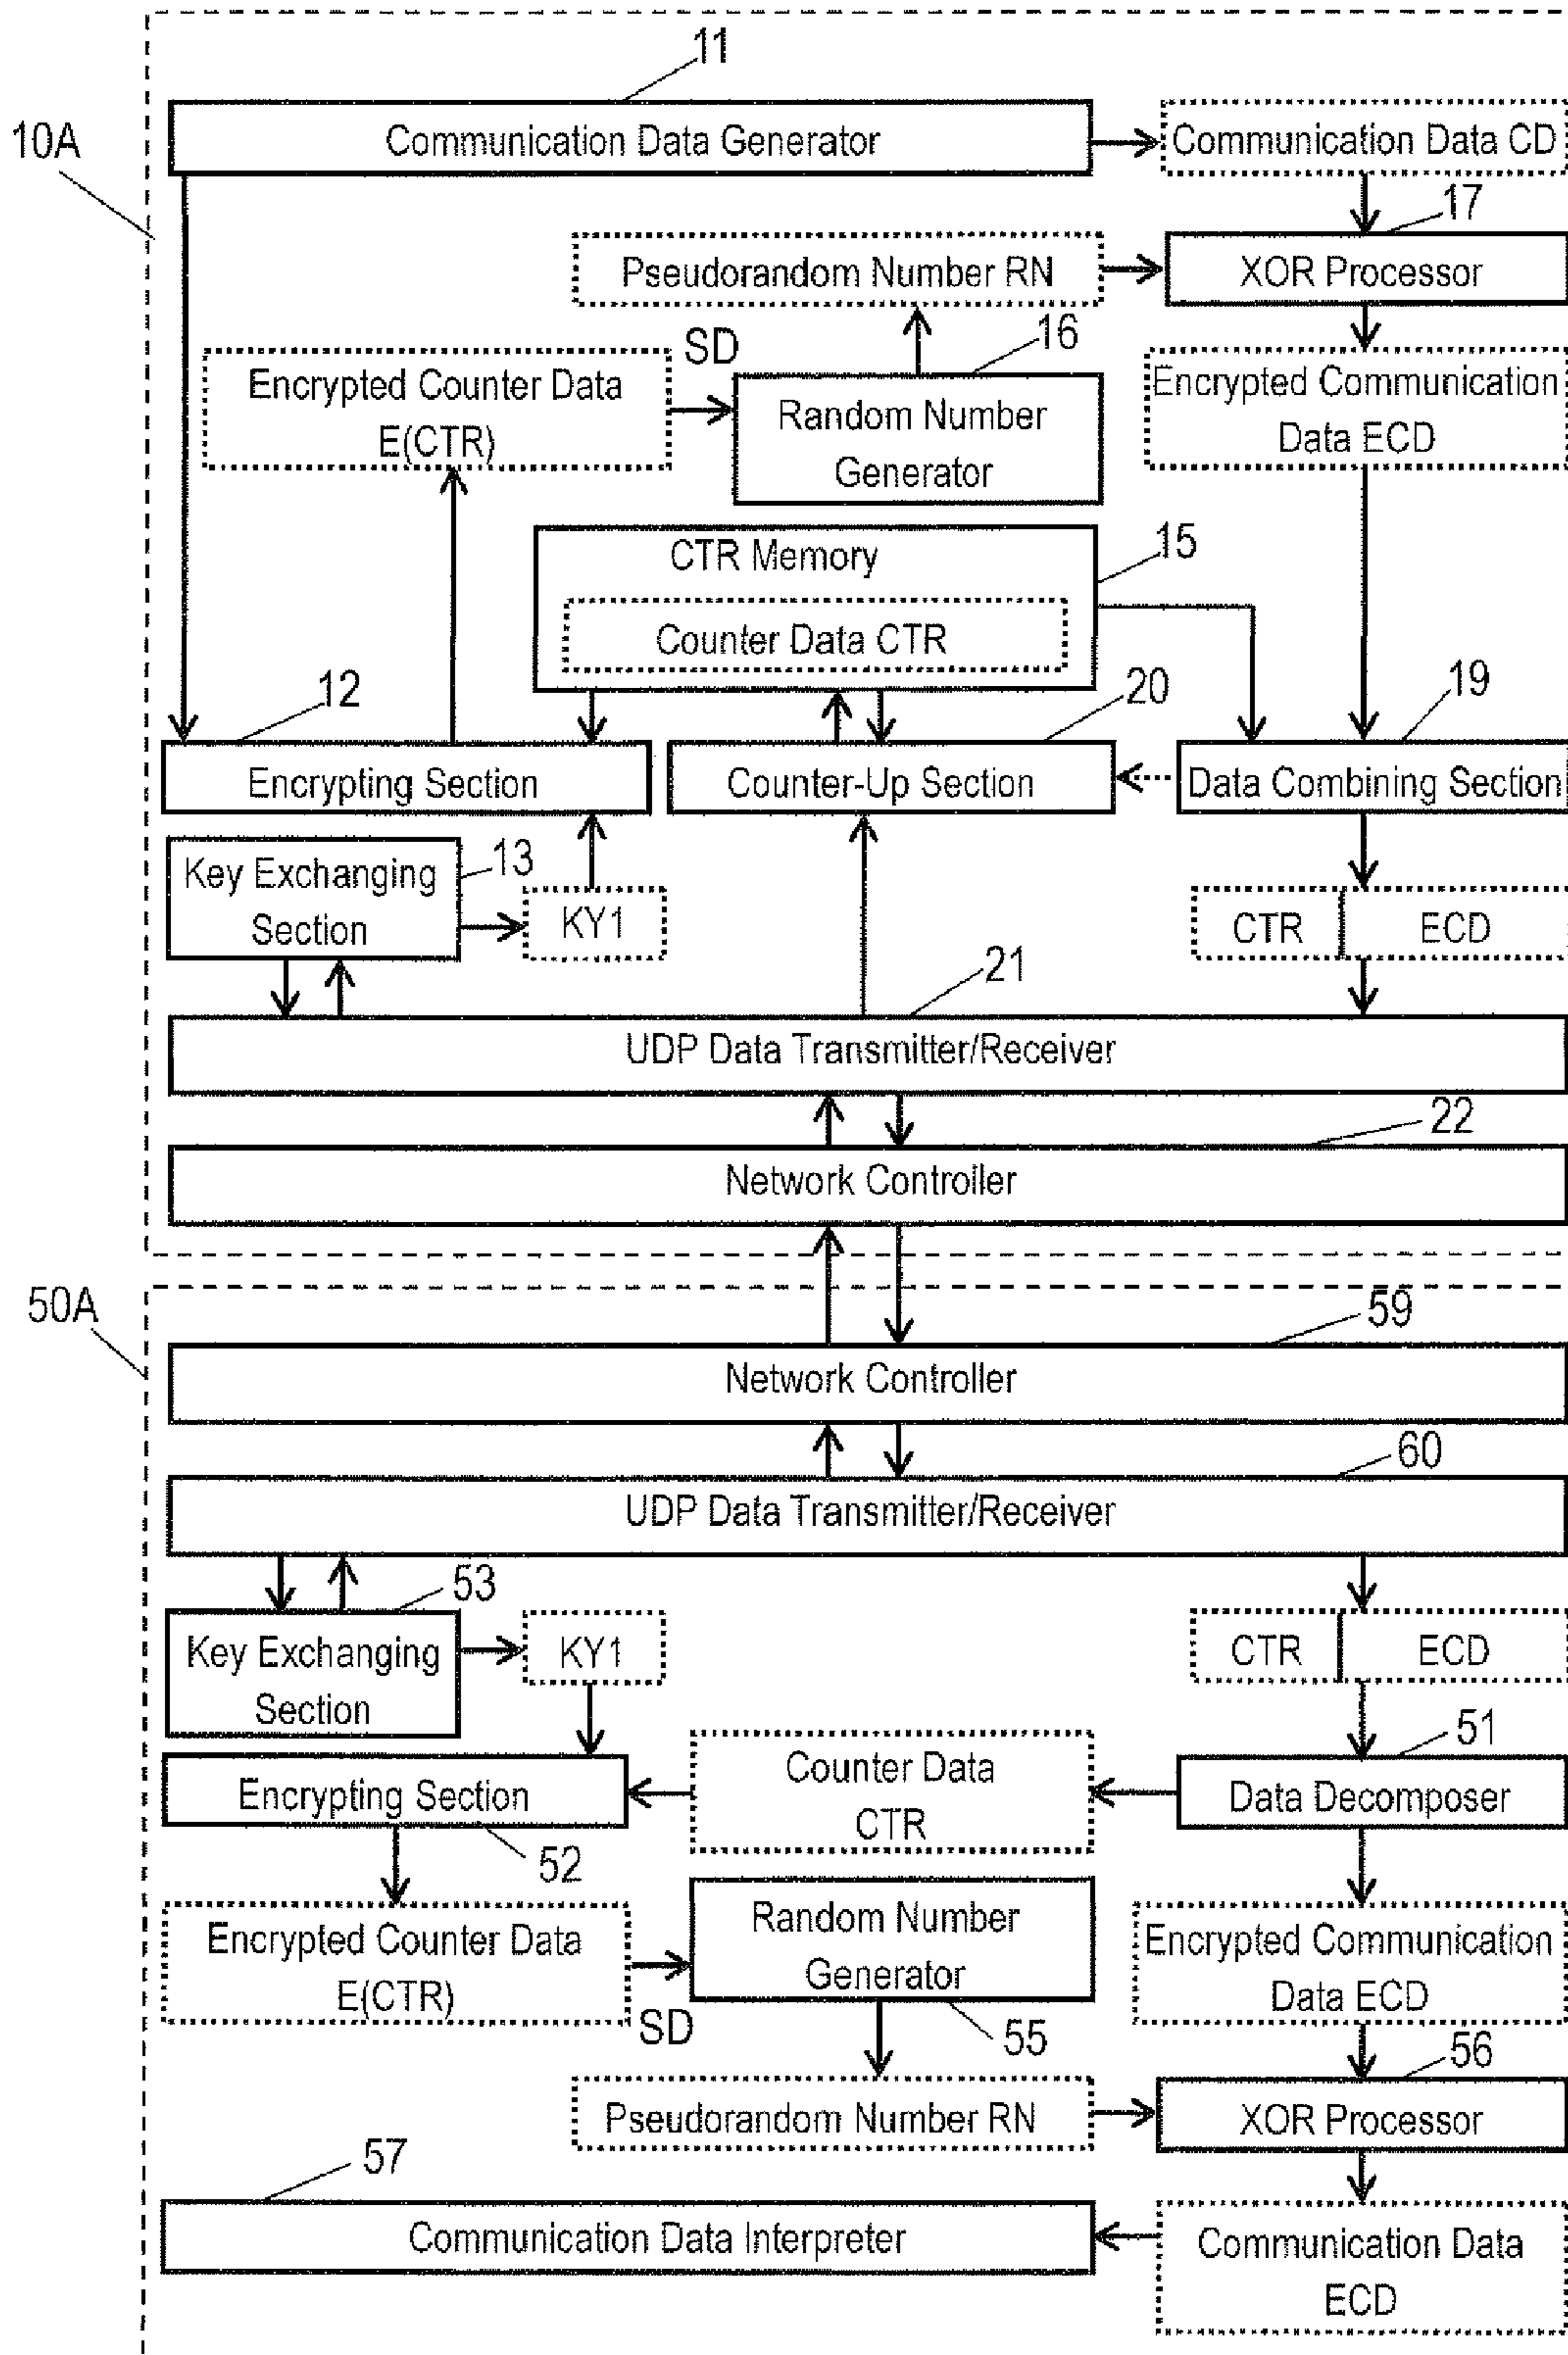 11
10A
Communication Data Generator
Communication Data CD
17
Pseudorandom Number RN
XOR Processor
SD
16
Encrypted Counter Data
E(CTR)
Random Number
Generator
Encrypted Communication
Data ECD
CTR Memory
15
Counter Data CTR
12
20
19
Encrypting Section
Counter-Up Section
Data Combining Section
Key Exchanging
Section
13
KY1
CTR
ECD
21
UDP Data Transmitter/Receiver
22
Network Controller
50A
59
Network Controller
60
UDP Data Transmitter/Receiver
53
Key Exchanging
Section
KY1
CTR
ECD
51
Counter Data
CTR
Encrypting Section
Data Decomposer
52
Encrypted Counter Data
E(CTR)
SD
Random Number
Generator
55
Encrypted Communication
Data ECD
56
Pseudorandom Number RN
XOR Processor
57
Communication Data Interpreter
Communication Data
ECD